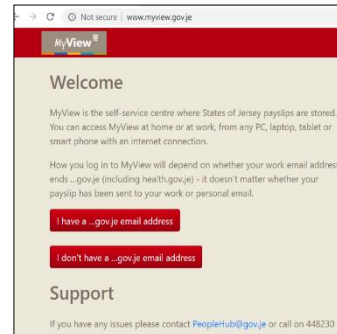 Not secure | www.myview.gov.je
MyView
Welcome
MyView is the self-service centre where States of Jersey payslips are stored.
You can access MyView at home or at work, from any PC, laptop, tablet or
smart phone with an internet connection.
How you log in to MyView will depend on whether your work email address
ends ...gov.je (including health.gov.je) - it doesn't matter whether your
payslip has been sent to your work or personal email.
I have a ...gov.je email address
I don't have a ...gov.je email address
Support
If you have any issues please contact PeopleHub@gov.je or call on 448230